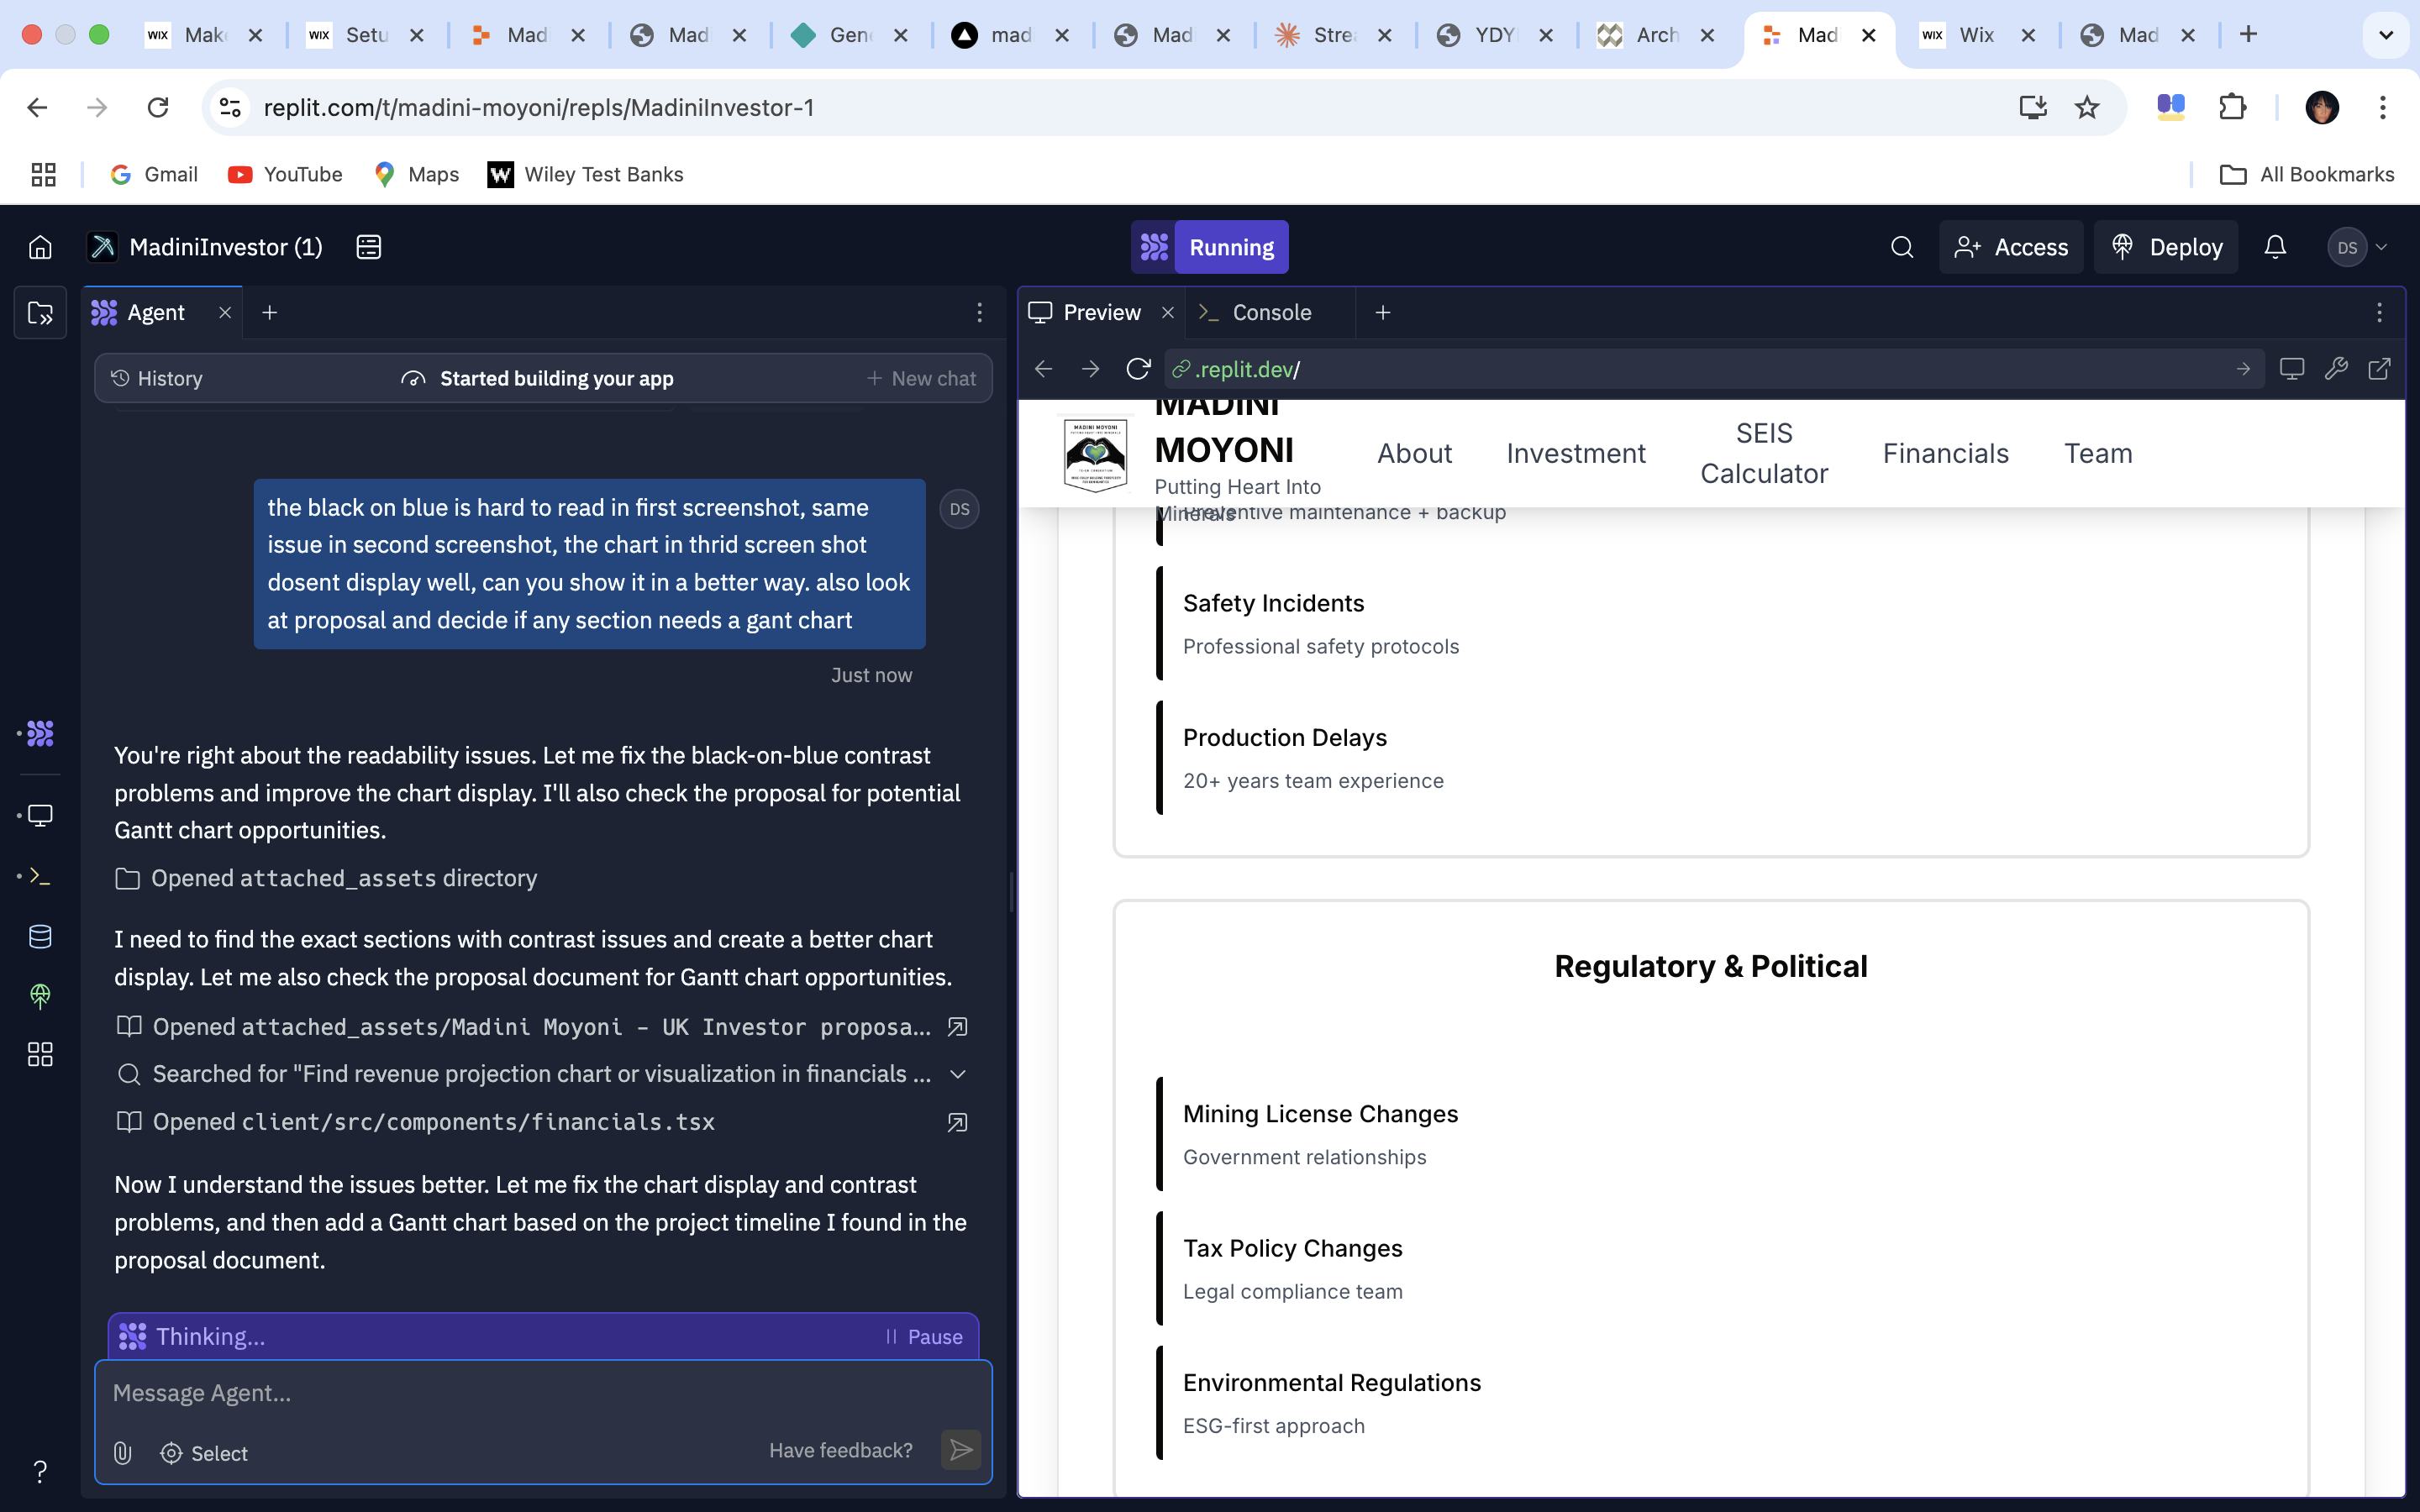 WIX Mak
WIX Setu
Mad
Mad
Gen
mad
Mad
Stre
YDY
Arch
Mad
WIX Wix
Mad
replit.com/t/madini-moyoni/repls/MadiniInvestor-1
Gmail
YouTube
Maps
W Wiley Test Banks
All Bookmarks
MadiniInvestor (1)
Running
Access
Deploy
DS
Agent
History
Started building your app
+ New chat
the black on blue is hard to read in first screenshot, same
issue in second screenshot, the chart in thrid screen shot
dosent display well, can you show it in a better way. also look
at proposal and decide if any section needs a gant chart
DS
Just now
You're right about the readability issues. Let me fix the black-on-blue contrast
problems and improve the chart display. I'll also check the proposal for potential
Gantt chart opportunities.
Opened attached_assets directory
I need to find the exact sections with contrast issues and create a better chart
display. Let me also check the proposal document for Gantt chart opportunities.
Opened attached_assets/Madini Moyoni - UK Investor proposa...
Searched for "Find revenue projection chart or visualization in financials ...
Opened client/src/components/financials.tsx
Now I understand the issues better. Let me fix the chart display and contrast
problems, and then add a Gantt chart based on the project timeline I found in the
proposal document.
Thinking...
Pause
Message Agent...
Select
Have feedback?
?
Preview
Console
.replit.dev/
MADINI MOYONI
MADINI
MOYONI
Putting Heart Into
Minerals
About
Investment
SEIS
Calculator
Financials
Team
Preventive maintenance + backup
Safety Incidents
Professional safety protocols
Production Delays
20+ years team experience
Regulatory & Political
Mining License Changes
Government relationships
Tax Policy Changes
Legal compliance team
Environmental Regulations
ESG-first approach